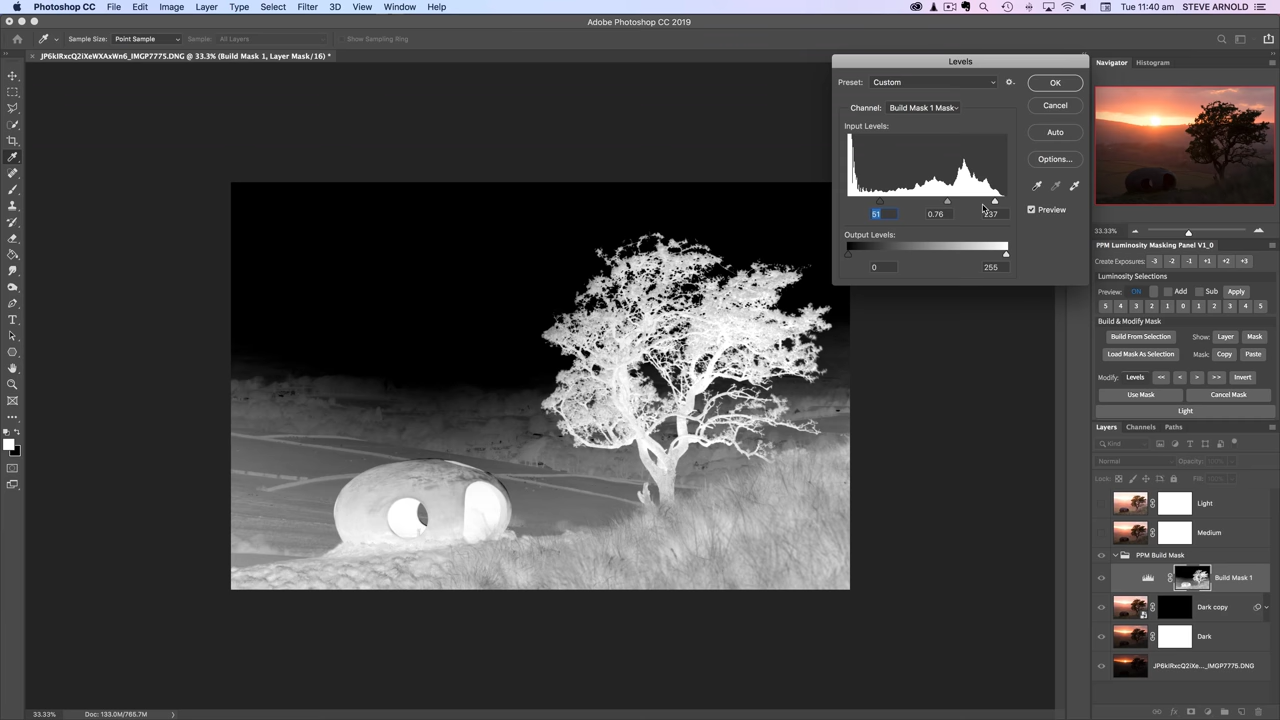 Photoshop CC File Edit Image Layer Type Select Filter 3D View Window Help Tue 11:40 am STEVE ARNOLD
Adobe Photoshop CC 2019
Sample Size: Point Sample Sample: All Layers Show Sampling Ring
JP6kIRxcQ2iXeWXAxWn6_IMGP7775.DNG @ 33.3% (Build Mask 1, Layer Mask/16) *
Levels
Preset: Custom
OK
Channel: Build Mask 1 Mask
Cancel
Input Levels:
Auto
Options...
51 0.76 237
Preview
Output Levels:
0 255
Navigator Histogram
33.33%
PPM Luminosity Masking Panel V1_0
Create Exposures: -3 -2 -1 +1 +2 +3
Luminosity Selections
Preview: ON Add Sub Apply
5 4 3 2 1 0 1 2 3 4 5
Build & Modify Mask
Build From Selection Show: Layer Mask
Load Mask As Selection Mask: Copy Paste
Modify: Levels << < > >> Invert
Use Mask Cancel Mask
Light
Layers Channels Paths
Kind
Normal Opacity: 100%
Lock: Fill: 100%
Light
Medium
PPM Build Mask
Build Mask 1
Dark copy
Dark
JP6kIRxcQ2iXe..._IMGP7775.DNG
33.33% Doc: 133.0M/765.7M